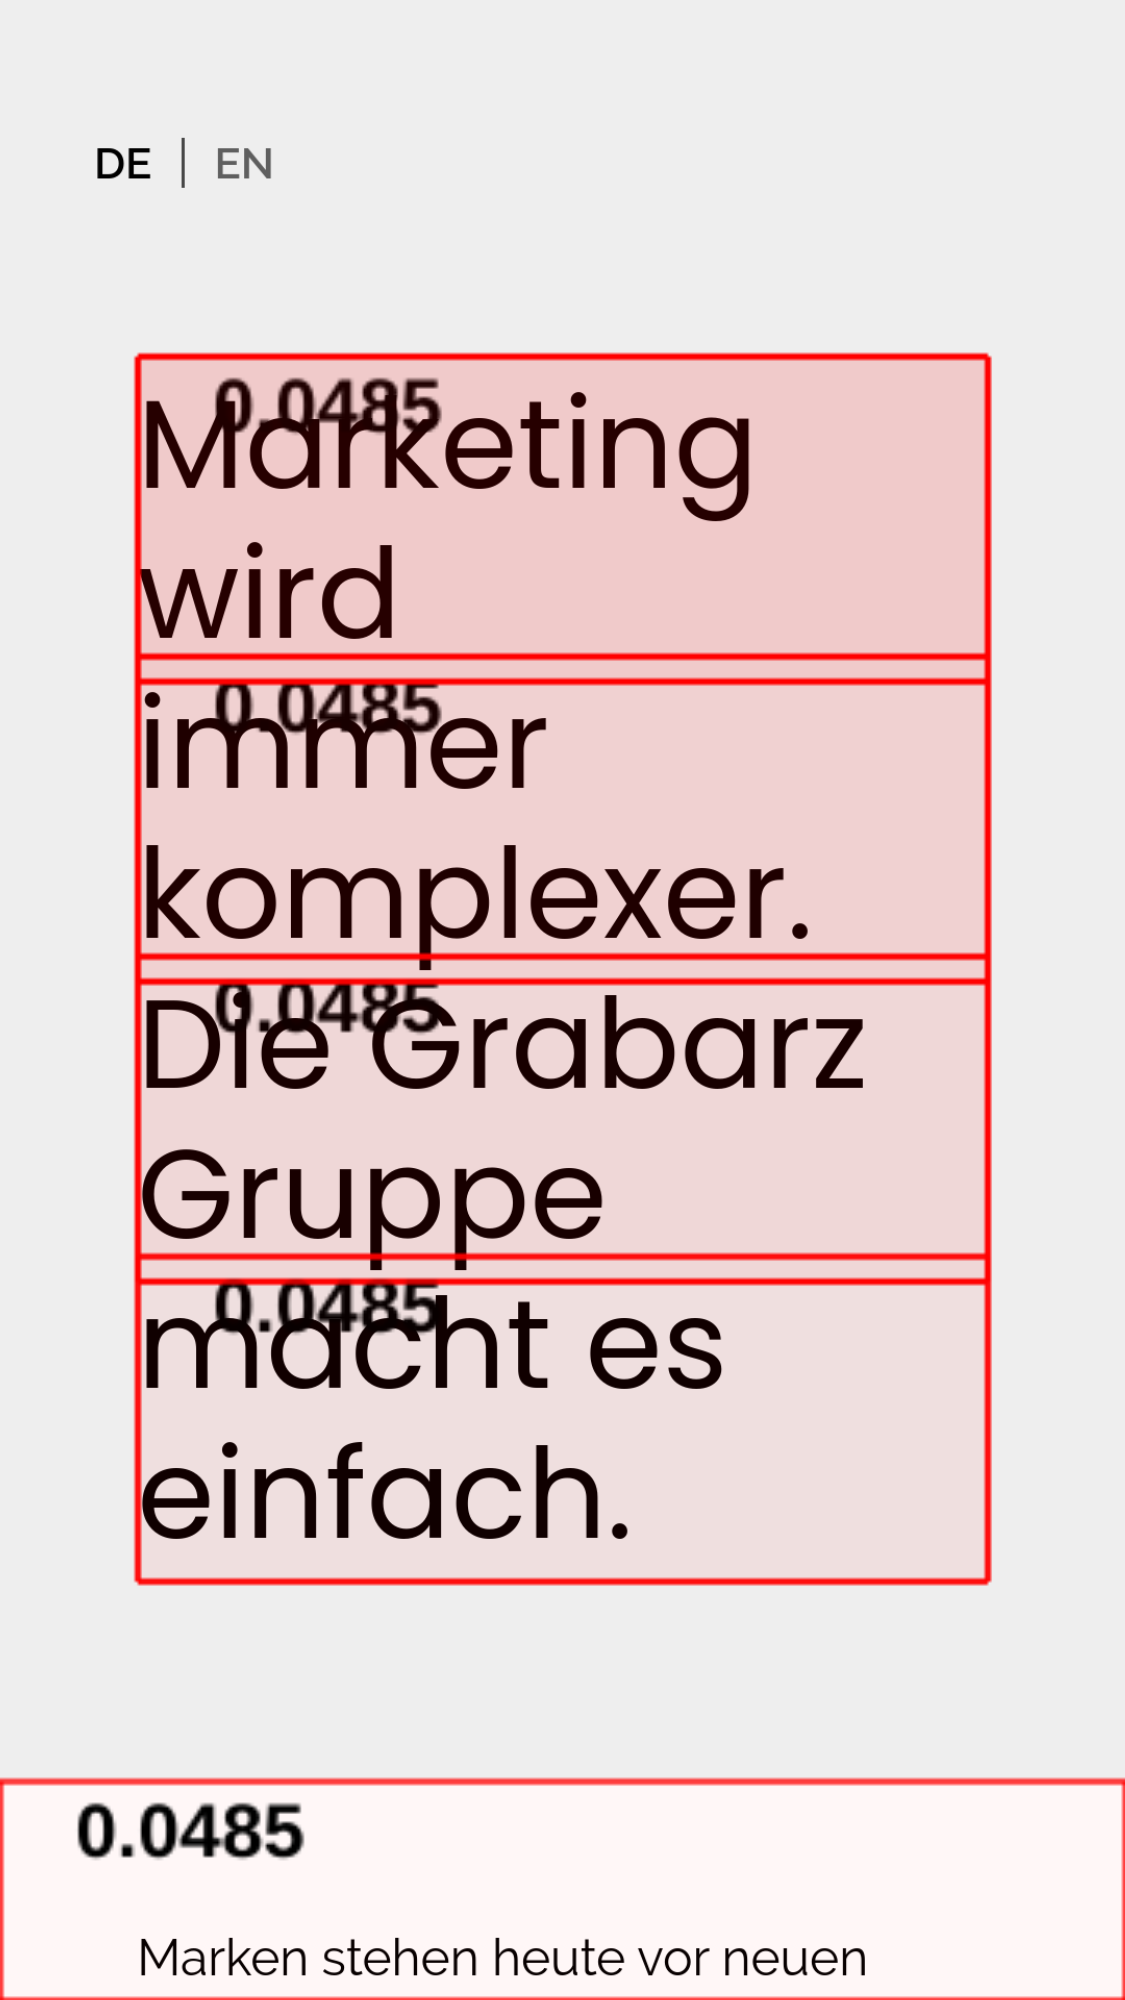 DE | EN
0.0485
Marketing
wird
0.0485
immer
komplexer.
0.0485
Die Grabarz
Gruppe
0.0485
macht es
einfach.
0.0485
Marken stehen heute vor neuen